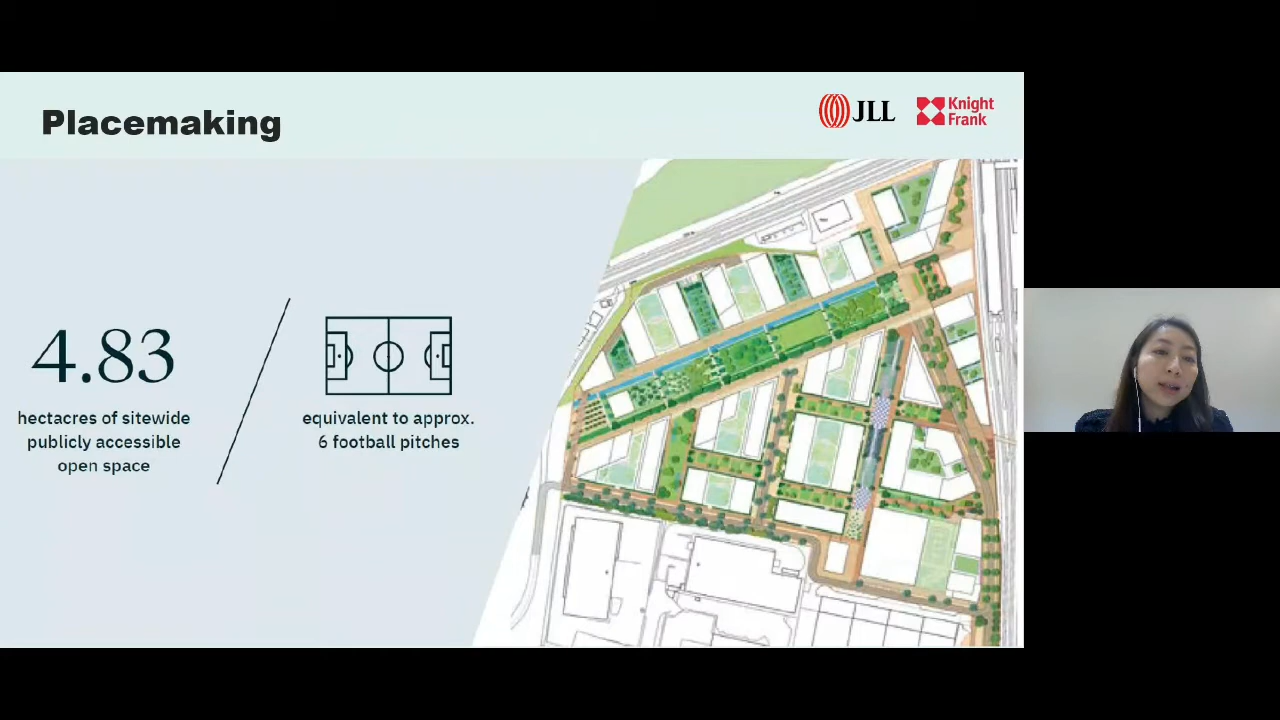 Placemaking
JLL
Knight
Frank
4.83
hectacres of sitewide
publicly accessible
open space
equivalent to approx.
6 football pitches